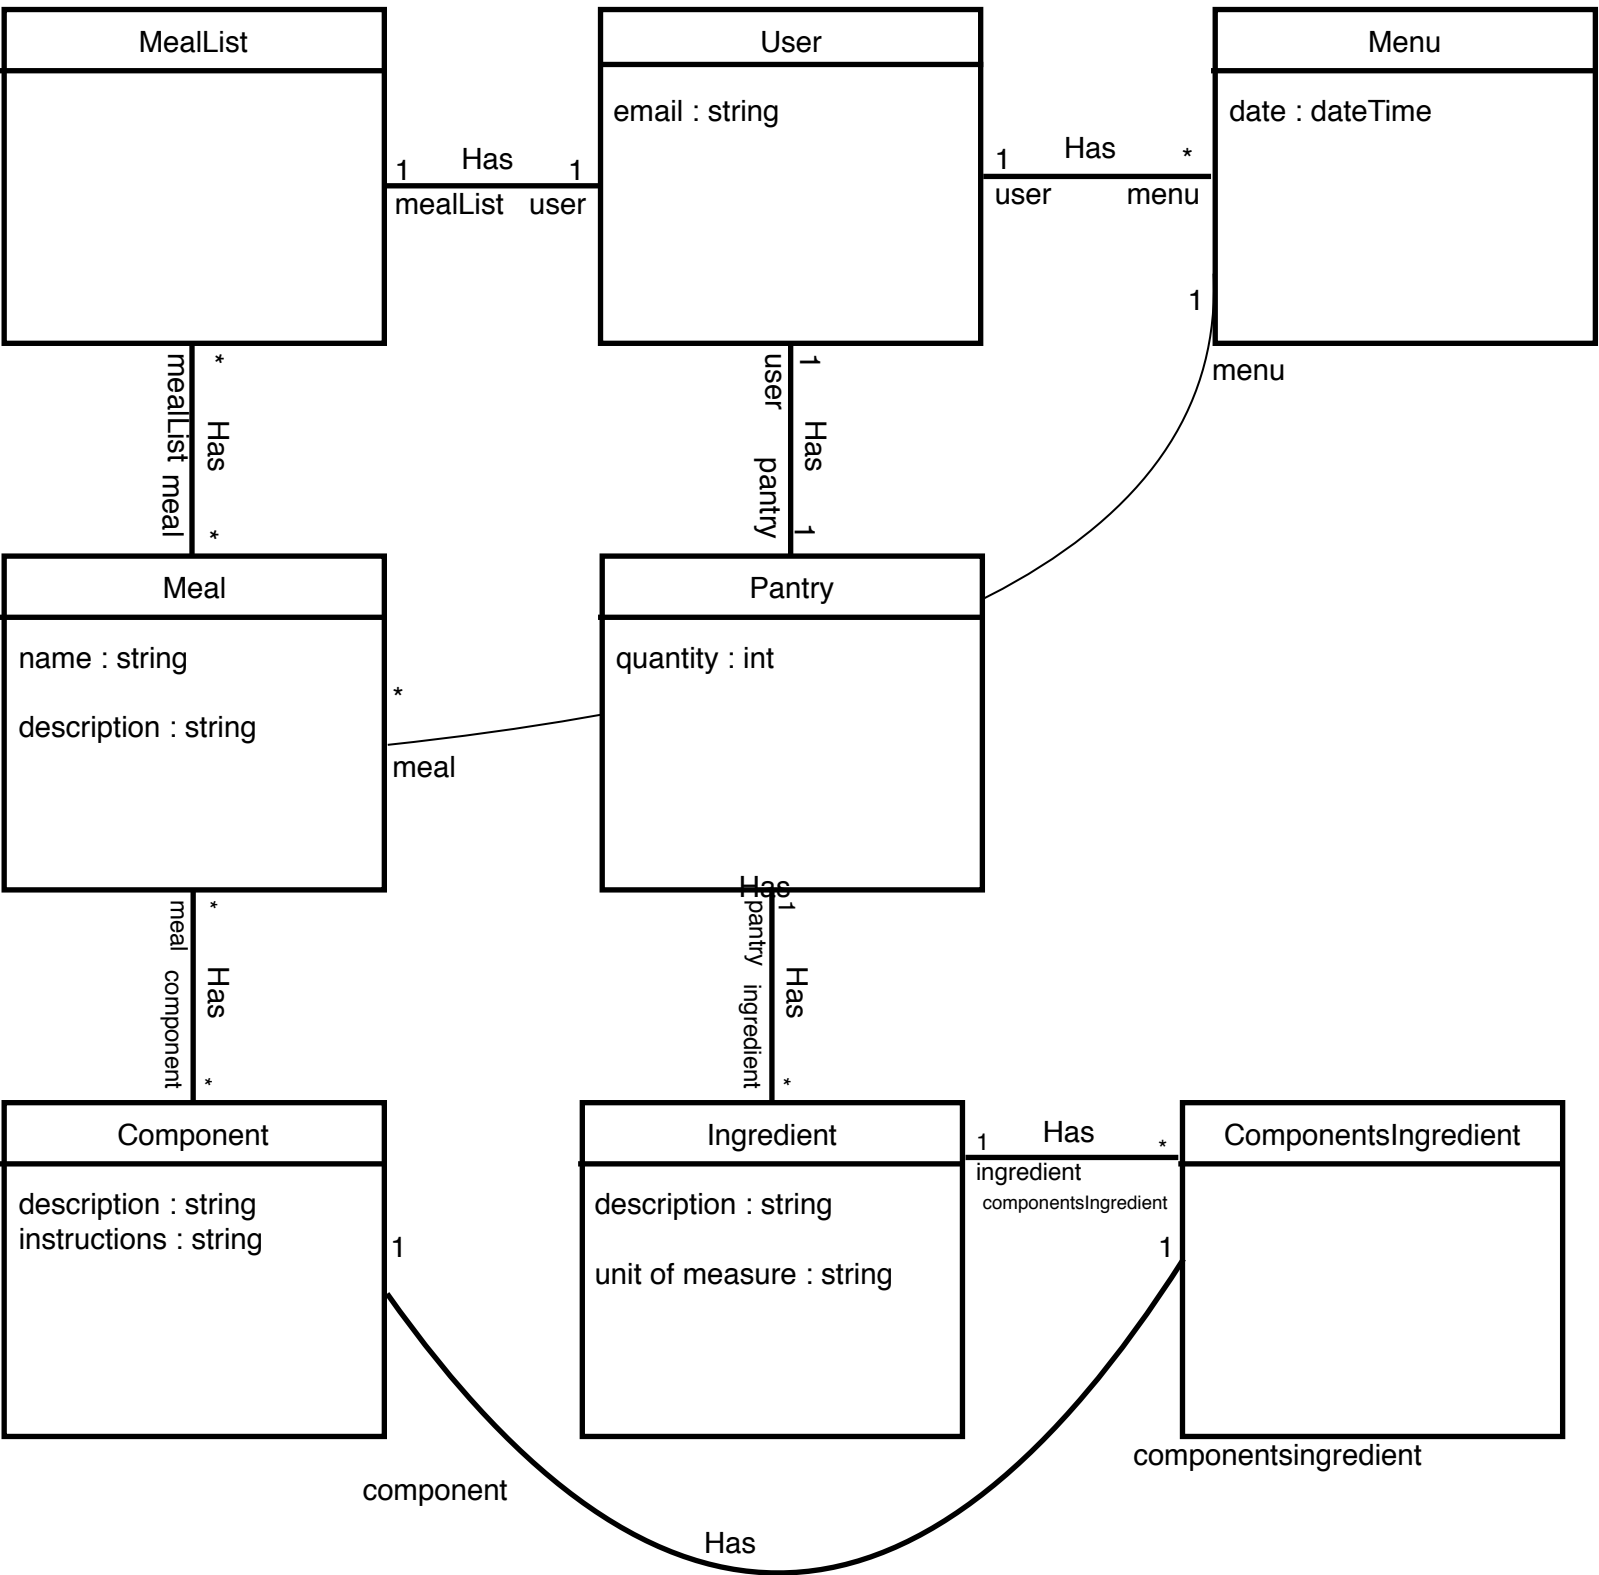 MealList
User
email : string
Menu
date : dateTime
1 Has 1
mealList user
1 Has *
user menu
1
menu
* Has *
mealList meal
1 Has 1
user pantry
Meal
name : string
description : string
*
meal
Pantry
quantity : int
Has
* Has *
meal component
1 Has *
pantry ingredient
Component
description : string
instructions : string
1
component
Ingredient
description : string
unit of measure : string
1 Has *
ingredient
componentsIngredient
ComponentsIngredient
1
componentsingredient
Has